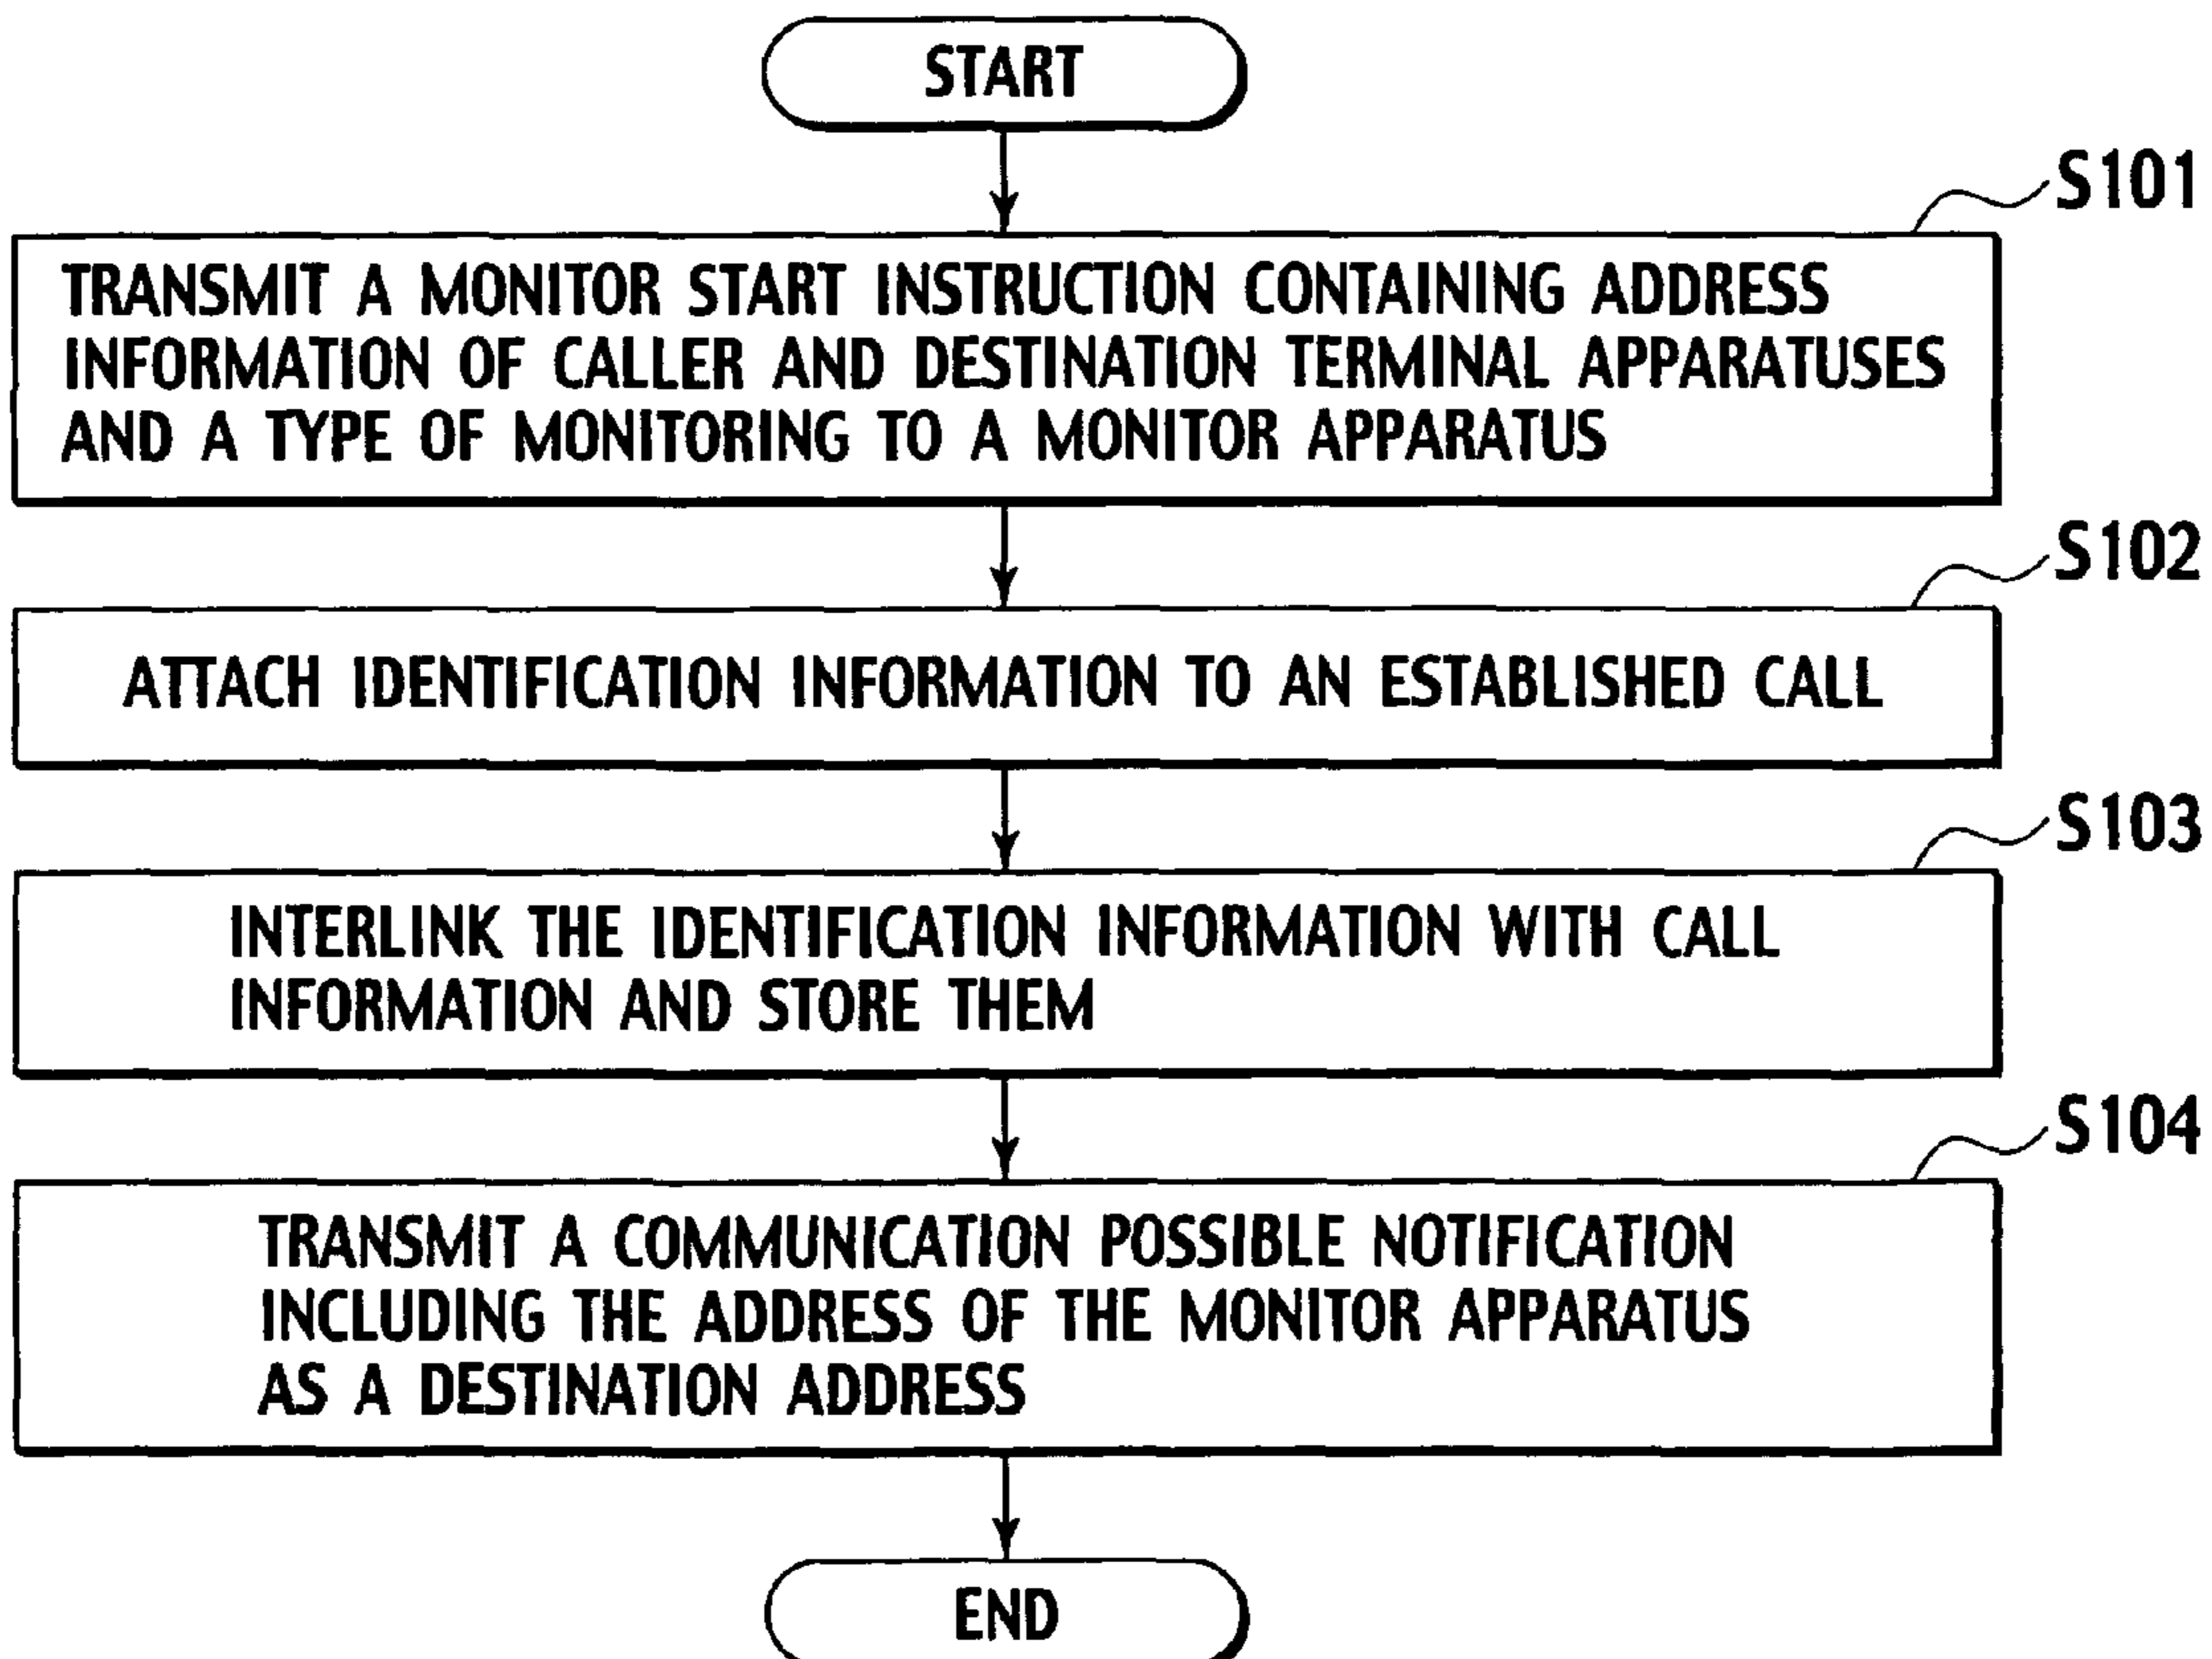 START
S101
TRANSMIT A MONITOR START INSTRUCTION CONTAINING ADDRESS
INFORMATION OF CALLER AND DESTINATION TERMINAL APPARATUSES
AND A TYPE OF MONITORING TO A MONITOR APPARATUS
S102
ATTACH IDENTIFICATION INFORMATION TO AN ESTABLISHED CALL
S103
INTERLINK THE IDENTIFICATION INFORMATION WITH CALL
INFORMATION AND STORE THEM
S104
TRANSMIT A COMMUNICATION POSSIBLE NOTIFICATION
INCLUDING THE ADDRESS OF THE MONITOR APPARATUS
AS A DESTINATION ADDRESS
END